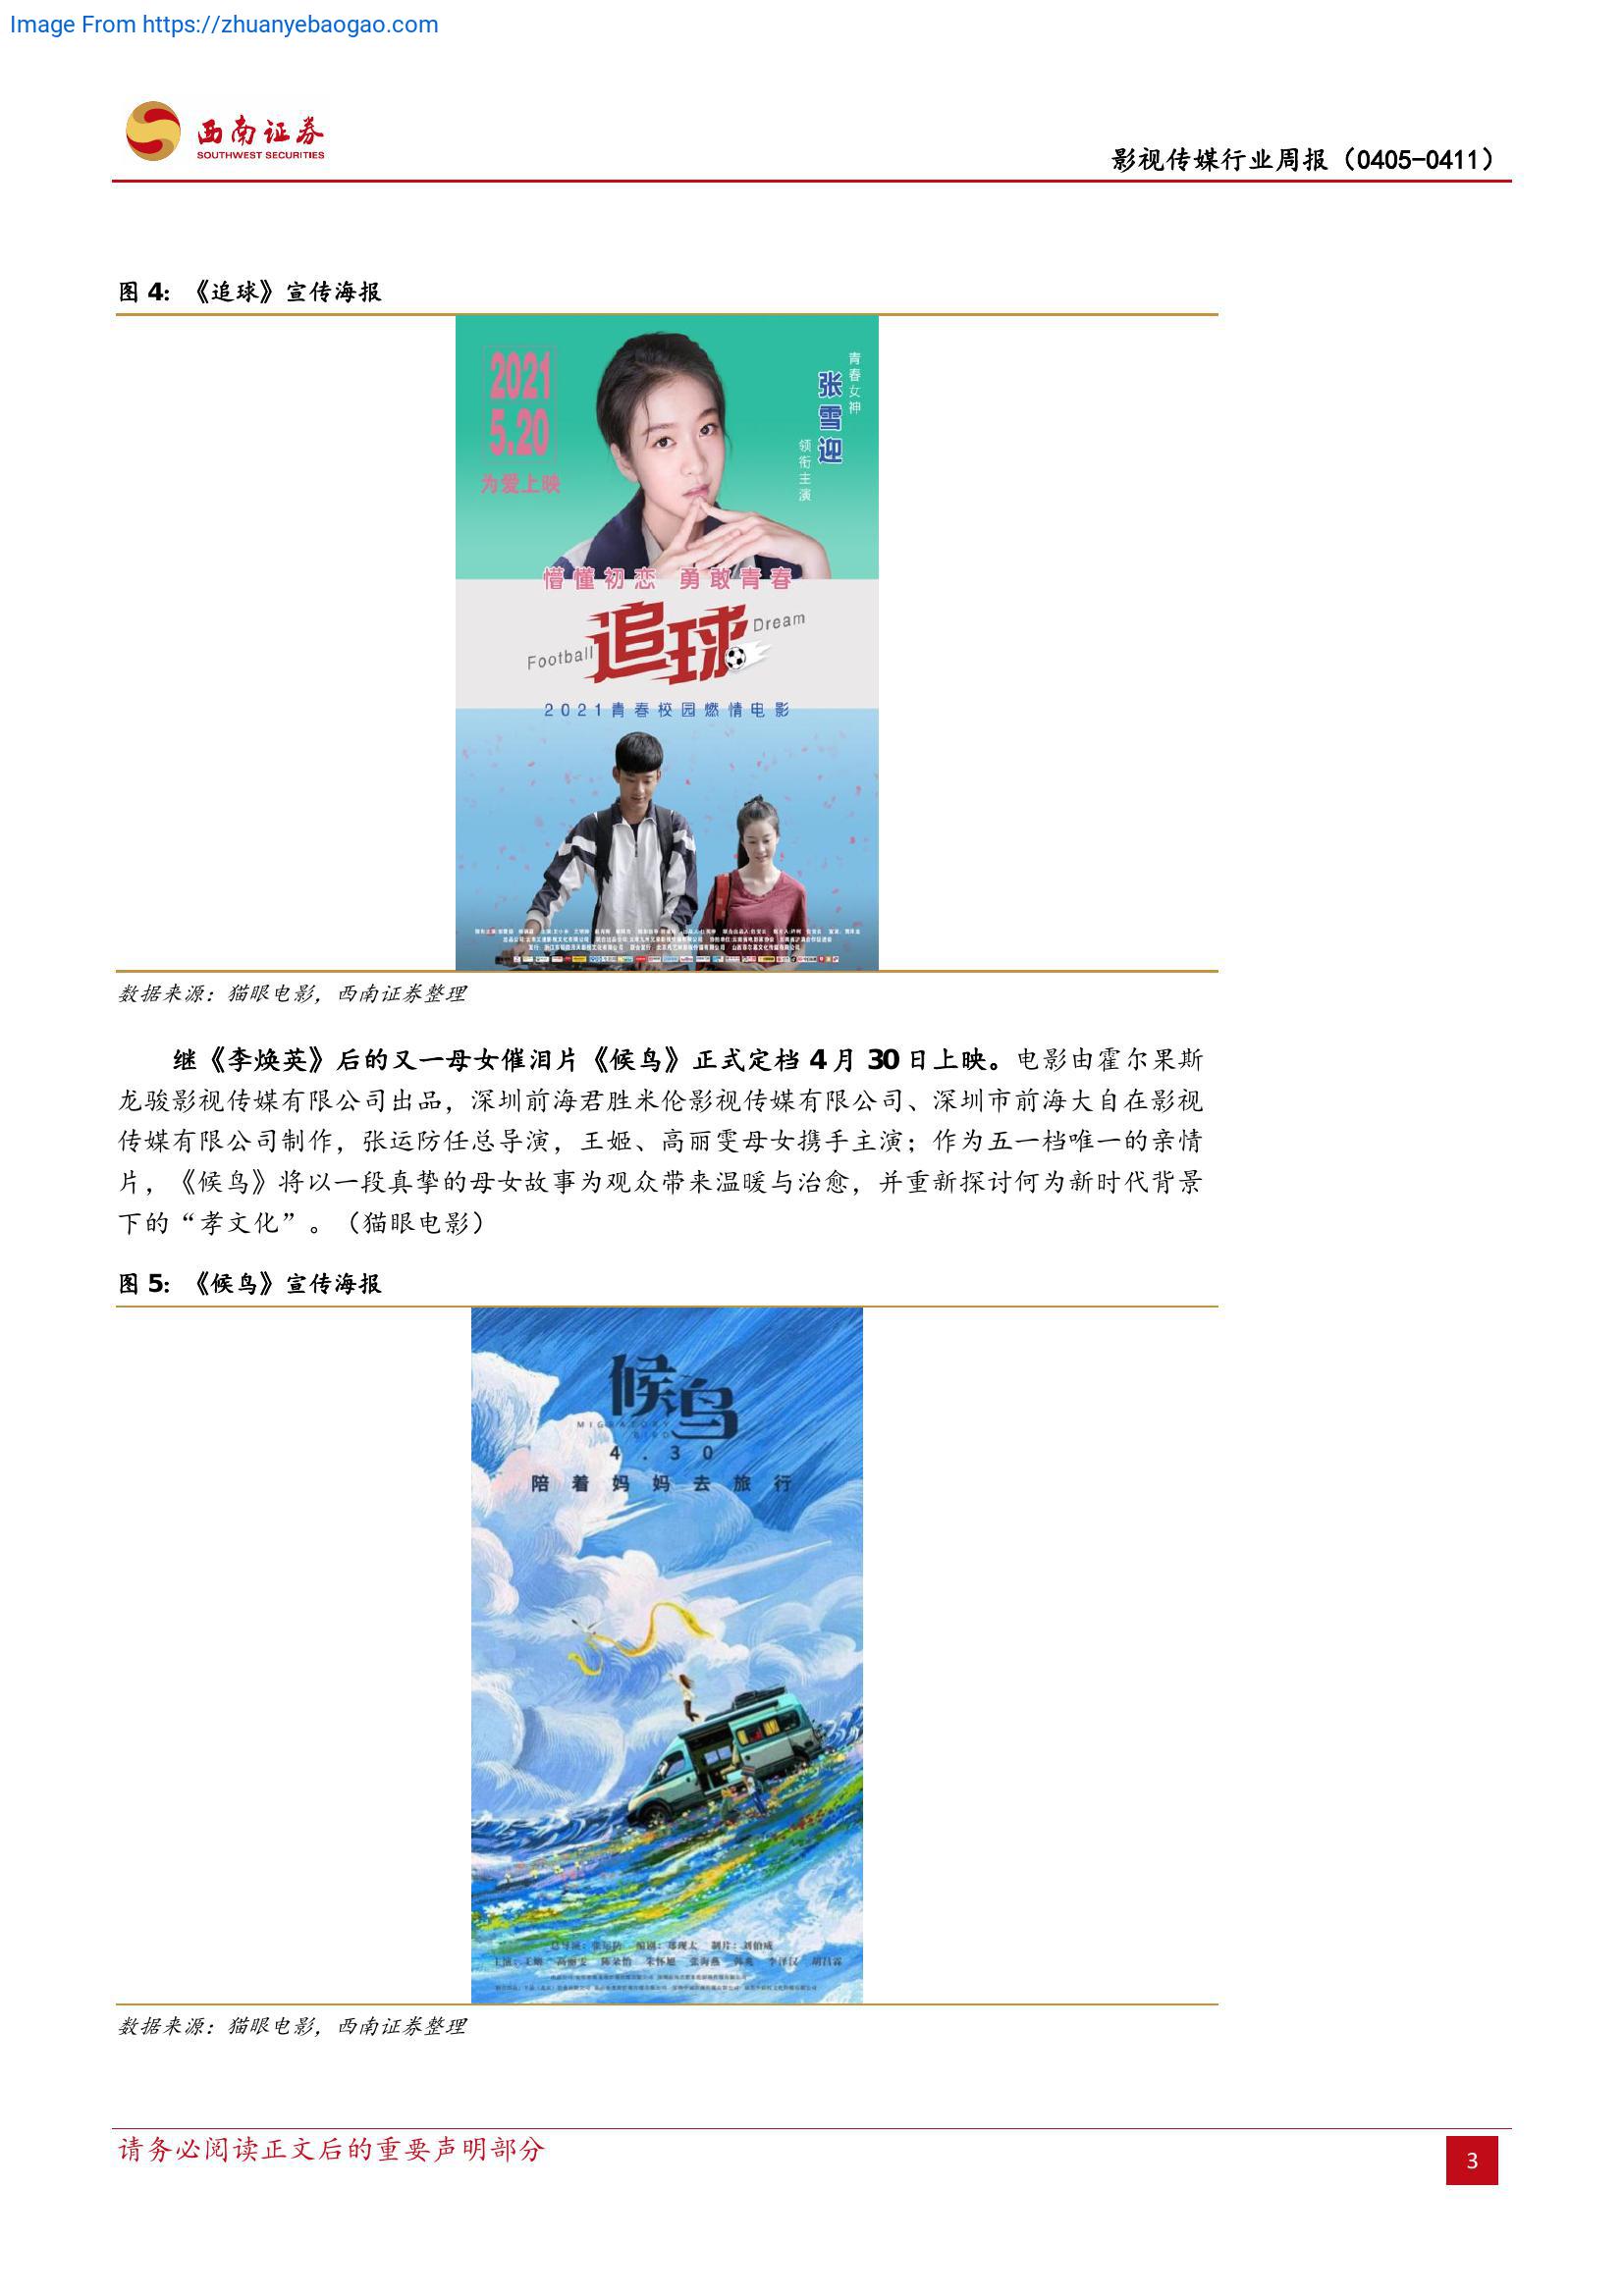 Image From https://zhuanyebaogao.com
西南证券
SOUTHWEST SECURITIES
影视传媒行业周报（0405-0411）
图 4：《追球》宣传海报
2021
5.20
为爱上映
青春女神
张雪迎
领衔主演
懵懂初恋 勇敢青春
Football 追球 Dream
2021青春校园燃情电影
数据来源：猫眼电影，西南证券整理
继《李焕英》后的又一母女催泪片《候鸟》正式定档 4 月 30 日上映。电影由霍尔果斯
龙骏影视传媒有限公司出品，深圳前海君胜米伦影视传媒有限公司、深圳市前海大自在影视
传媒有限公司制作，张运防任总导演，王姬、高丽雯母女携手主演；作为五一档唯一的亲情
片，《候鸟》将以一段真挚的母女故事为观众带来温暖与治愈，并重新探讨何为新时代背景
下的“孝文化”。（猫眼电影）
图 5：《候鸟》宣传海报
候鸟
MIGRATORY
BIRD
4.30
陪着妈妈去旅行
数据来源：猫眼电影，西南证券整理
请务必阅读正文后的重要声明部分
3